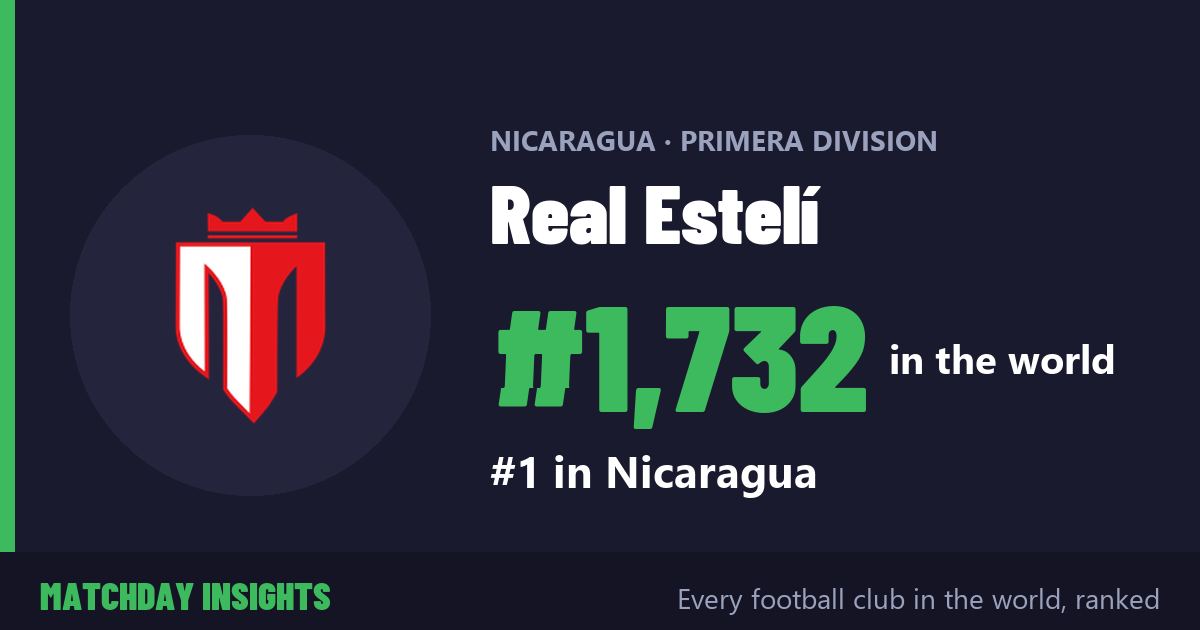 NICARAGUA · PRIMERA DIVISION
Real Estelí
#1,732 in the world
#1 in Nicaragua
MATCHDAY INSIGHTS
Every football club in the world, ranked